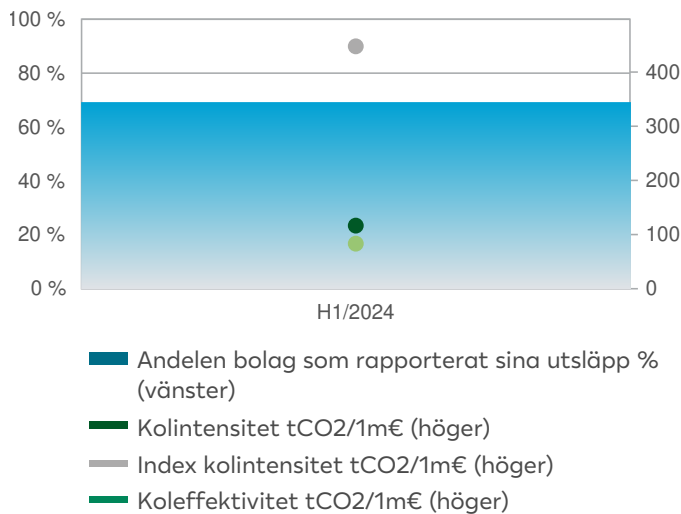 100 %
80 %
60 %
40 %
20 %
0 %
400
300
200
100
0
H1/2024
Andelen bolag som rapporterat sina utsläpp %
(vänster)
Kolintensitet tCO2/1m€ (höger)
Index kolintensitet tCO2/1m€ (höger)
Koleffektivitet tCO2/1m€ (höger)